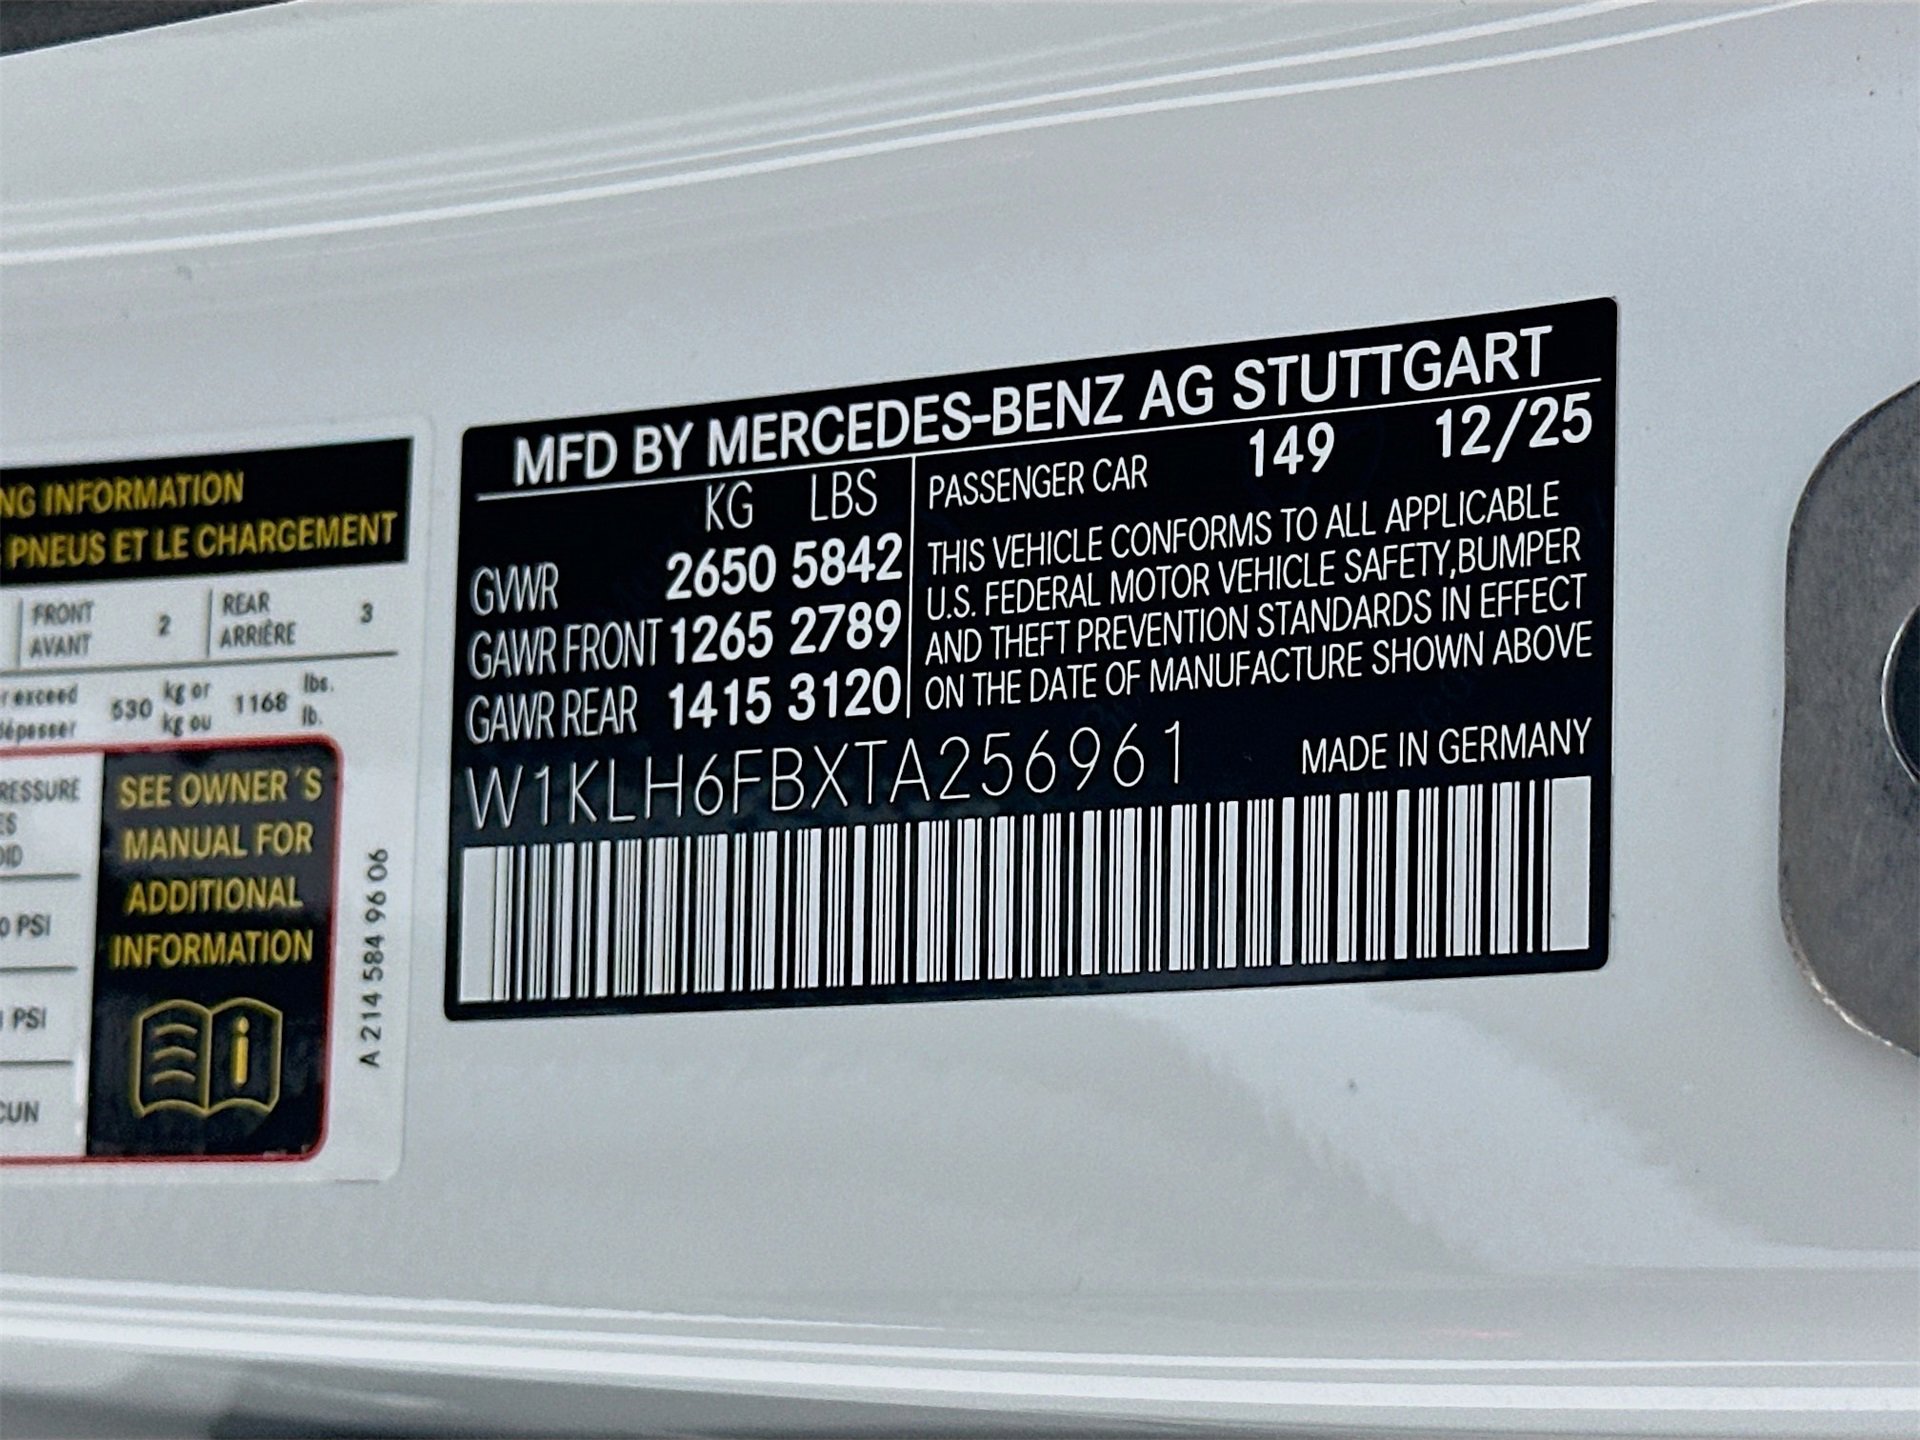 NG INFORMATION
PNEUS ET LE CHARGEMENT
FRONT 2 REAR 3
AVANT ARRIÈRE
r exceed 530 kg or 1168 lbs.
dépasser kg ou lb.
RESSURE
ES
OID
0 PSI
PSI
CUN
SEE OWNER´S
MANUAL FOR
ADDITIONAL
INFORMATION
i
A 214 584 96 06
MFD BY MERCEDES-BENZ AG STUTTGART
KG LBS
GVWR 2650 5842
GAWR FRONT 1265 2789
GAWR REAR 1415 3120
PASSENGER CAR 149 12/25
THIS VEHICLE CONFORMS TO ALL APPLICABLE
U.S. FEDERAL MOTOR VEHICLE SAFETY,BUMPER
AND THEFT PREVENTION STANDARDS IN EFFECT
ON THE DATE OF MANUFACTURE SHOWN ABOVE
W1KLH6FBXTA256961 MADE IN GERMANY